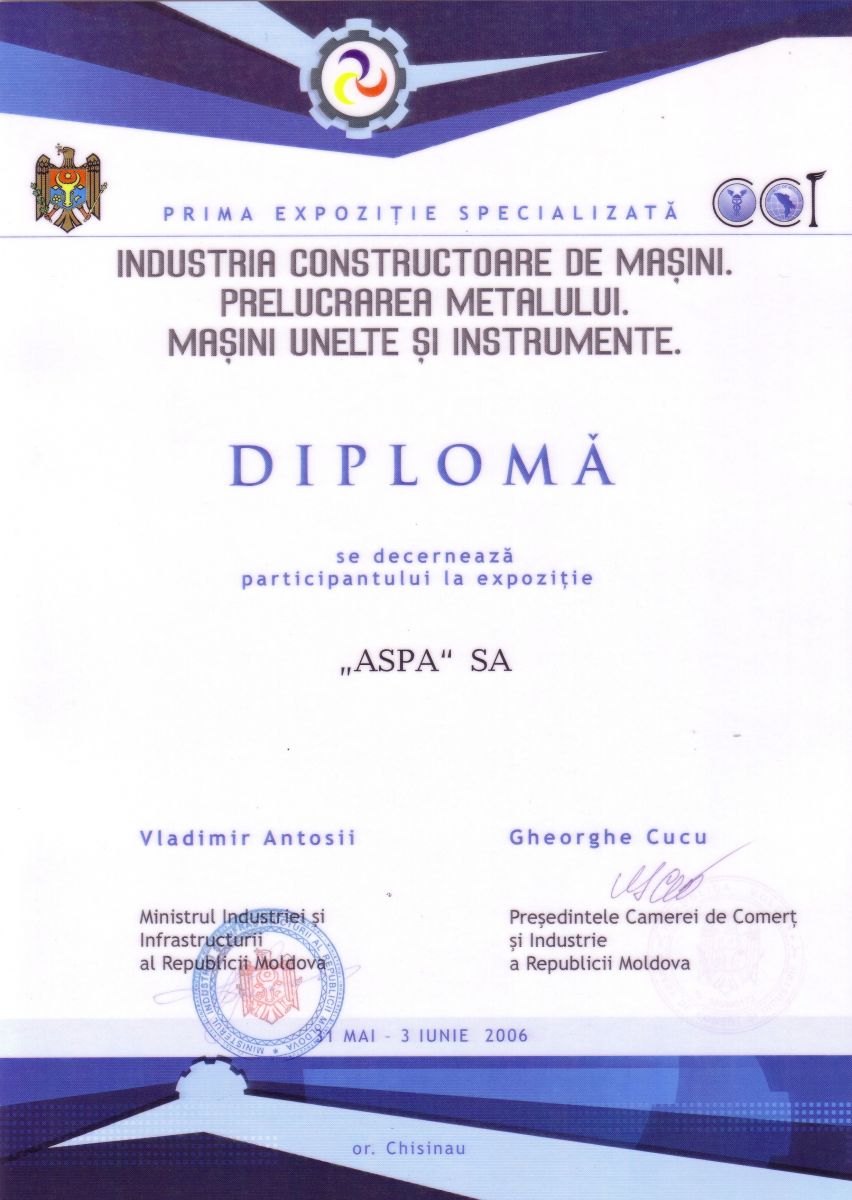 CCI
PRIMA EXPOZIȚIE SPECIALIZATĂ
INDUSTRIA CONSTRUCTOARE DE MAȘINI.
PRELUCRAREA METALULUI.
MAȘINI UNELTE ȘI INSTRUMENTE.
DIPLOMĂ
se decernează
participantului la expoziție
„ASPA“ SA
Vladimir Antosii
Gheorghe Cucu
Ministrul Industriei și
Infrastructurii
al Republicii Moldova
Președintele Camerei de Comerț
și Industrie
a Republicii Moldova
31 MAI – 3 IUNIE 2006
or. Chisinau